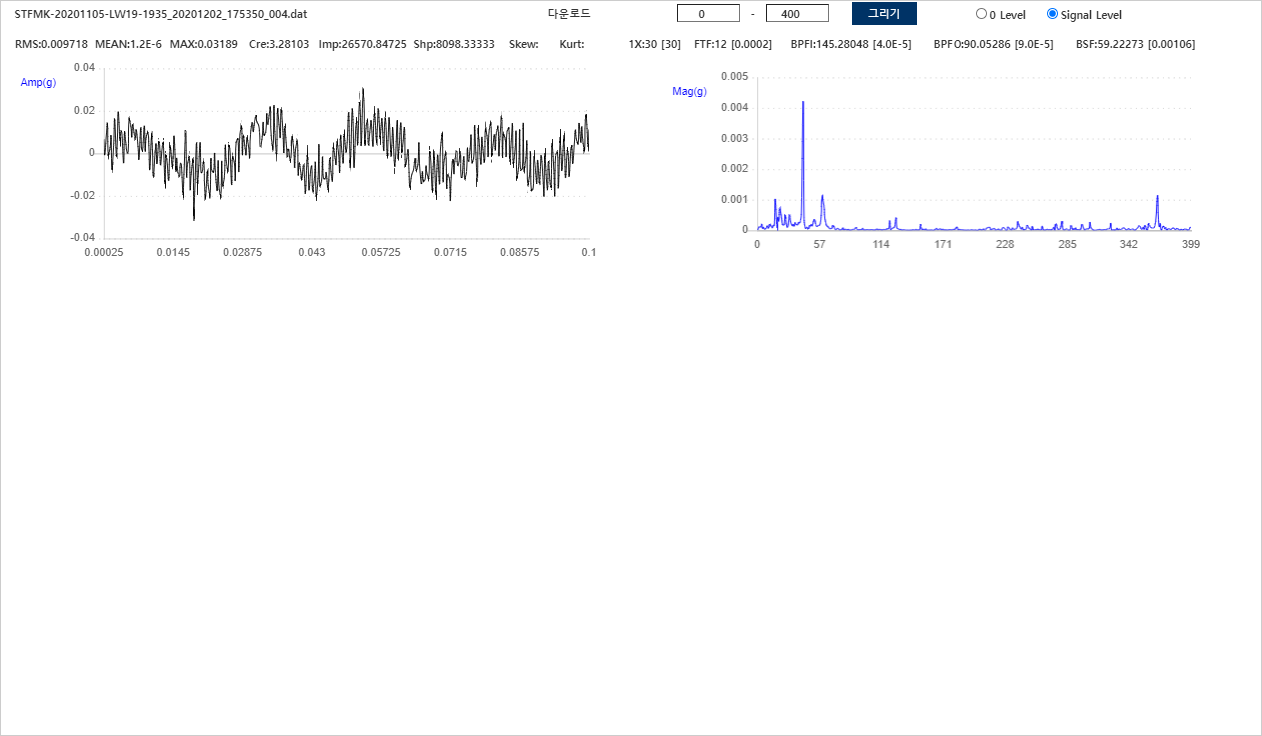 STFMK-20201105-LW19-1935_20201202_175350_004.dat 다운로드 0 - 400 그리기 0 Level Signal Level
RMS:0.009718 MEAN:1.2E-6 MAX:0.03189 Cre:3.28103 Imp:26570.84725 Shp:8098.33333 Skew: Kurt: 1X:30 [30] FTF:12 [0.0002] BPFI:145.28048 [4.0E-5] BPFO:90.05286 [9.0E-5] BSF:59.22273 [0.00106]
Amp(g)
0.04
0.02
0
-0.02
-0.04
0.00025 0.0145 0.02875 0.043 0.05725 0.0715 0.08575 0.1
Mag(g)
0.005
0.004
0.003
0.002
0.001
0
0 57 114 171 228 285 342 399